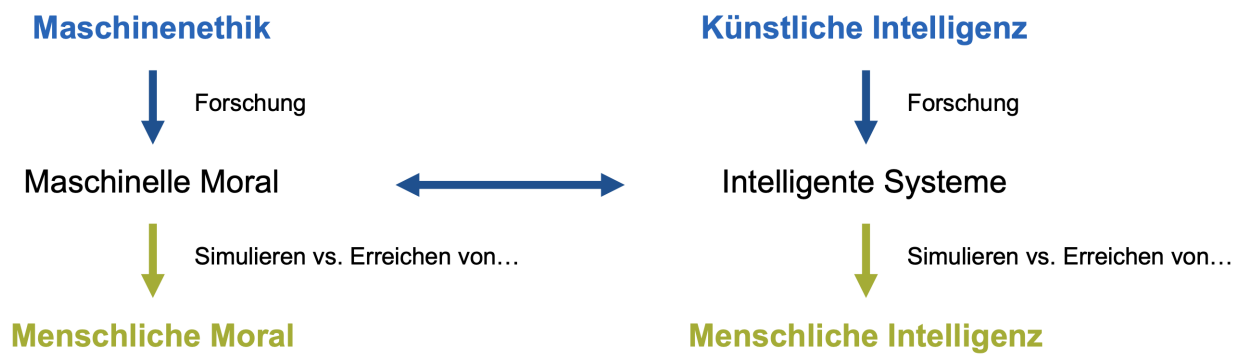 Maschinenethik
Künstliche Intelligenz
Forschung
Forschung
Maschinelle Moral
Intelligente Systeme
Simulieren vs. Erreichen von…
Simulieren vs. Erreichen von…
Menschliche Moral
Menschliche Intelligenz